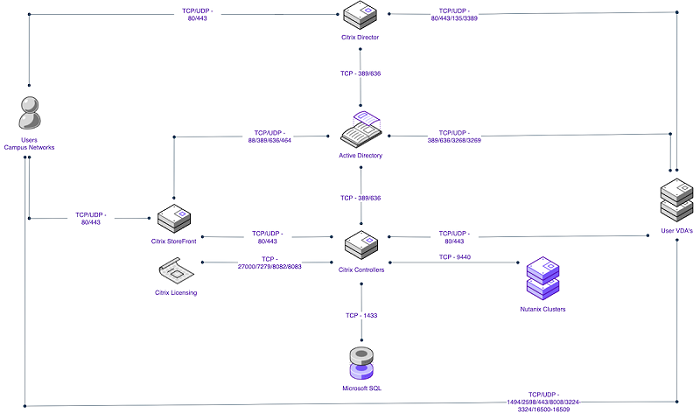 TCP/UDP -
80/443
TCP/UDP -
80/443/135/3389
Citrix Director
TCP - 389/636
Users
Campus Networks
TCP/UDP -
88/389/636/464
TCP/UDP -
389/636/3268/3269
Active Directory
TCP - 389/636
TCP/UDP -
80/443
Citrix StoreFront
TCP/UDP -
80/443
TCP/UDP -
80/443
User VDA's
Citrix Controllers
TCP -
27000/7279/8082/8083
TCP - 9440
Citrix Licensing
Nutanix Clusters
TCP - 1433
Microsoft SQL
TCP/UDP -
1494/2598/443/8008/3224
3324/16500-16509